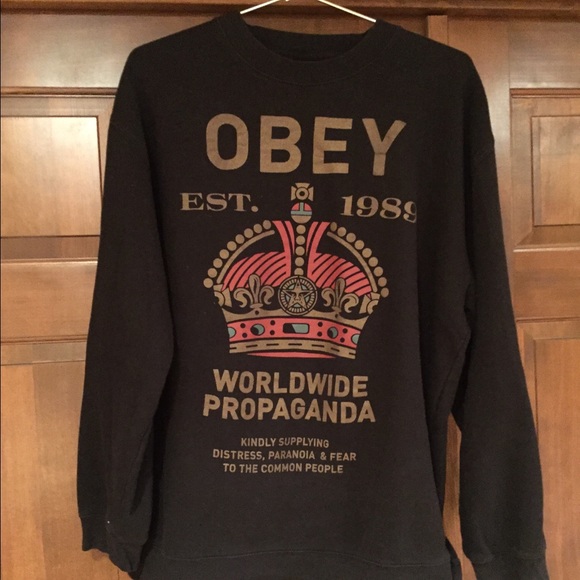 OBEY
EST. 1989
WORLDWIDE
PROPAGANDA
KINDLY SUPPLYING
DISTRESS, PARANOIA & FEAR
TO THE COMMON PEOPLE